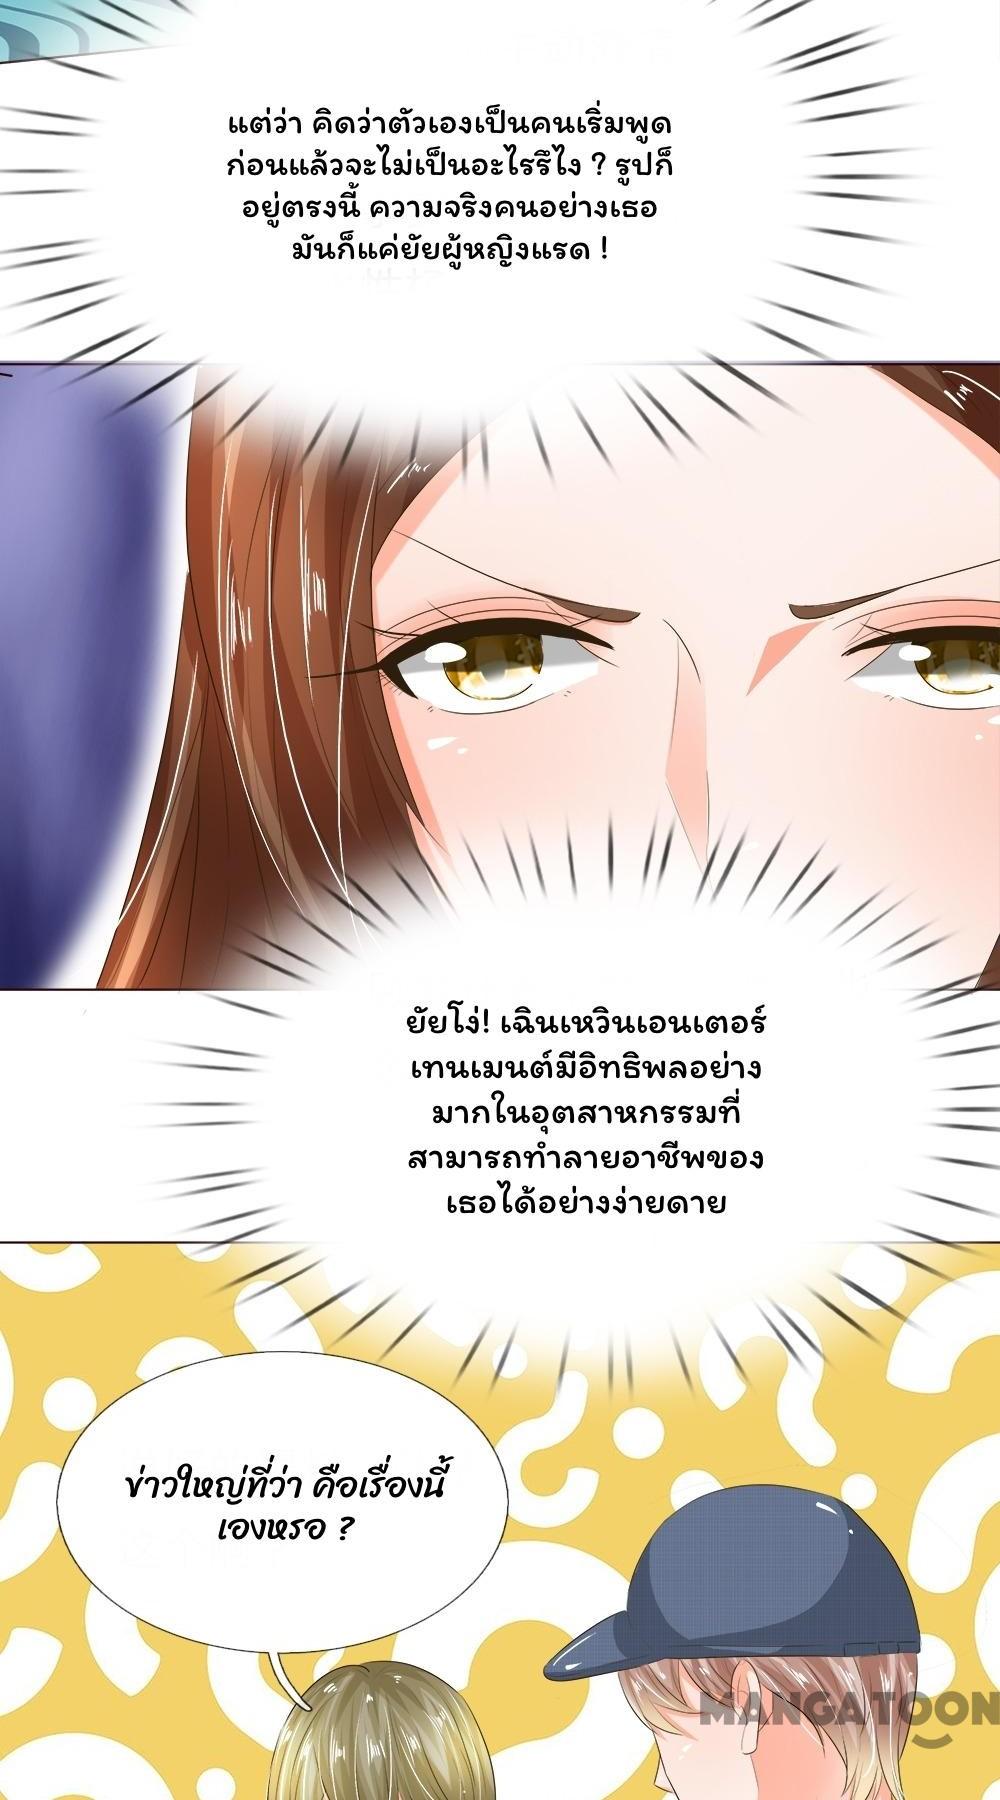 แต่ว่า คิดว่าตัวเองเป็นคนเริ่มพูด
ก่อนแล้วจะไม่เป็นอะไรรึไง ? รูปก็
อยู่ตรงนี้ ความจริงคนอย่างเธอ
มันก็แค่ยัยผู้หญิงแรด !
ยัยโง่! เฉินเหวินเอนเตอร์
เทนเมนต์มีอิทธิพลอย่าง
มากในอุตสาหกรรมที่
สามารถทำลายอาชีพของ
เธอได้อย่างง่ายดาย
ข่าวใหญ่ที่ว่า คือเรื่องนี้
เองหรอ ?
MANGATOON